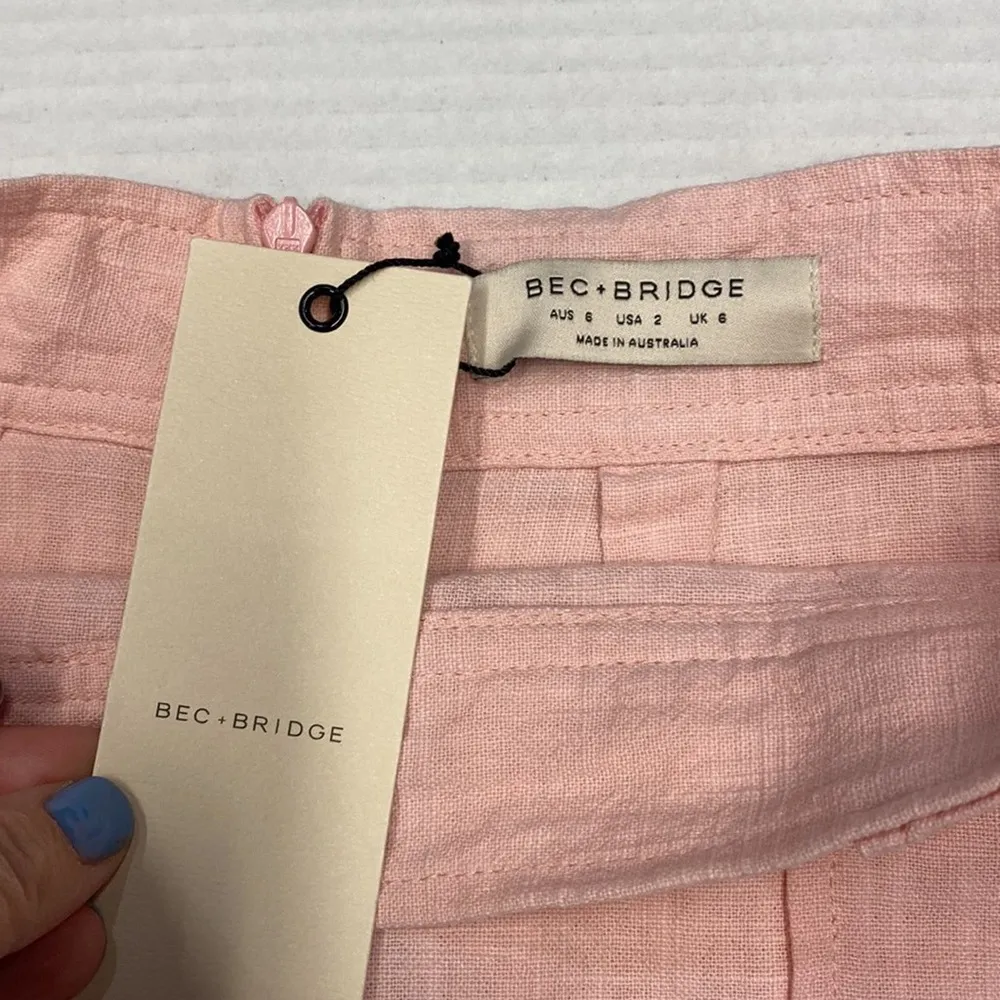 BEC+BRIDGE
AUS 6 USA 2 UK 6
MADE IN AUSTRALIA
BEC+BRIDGE